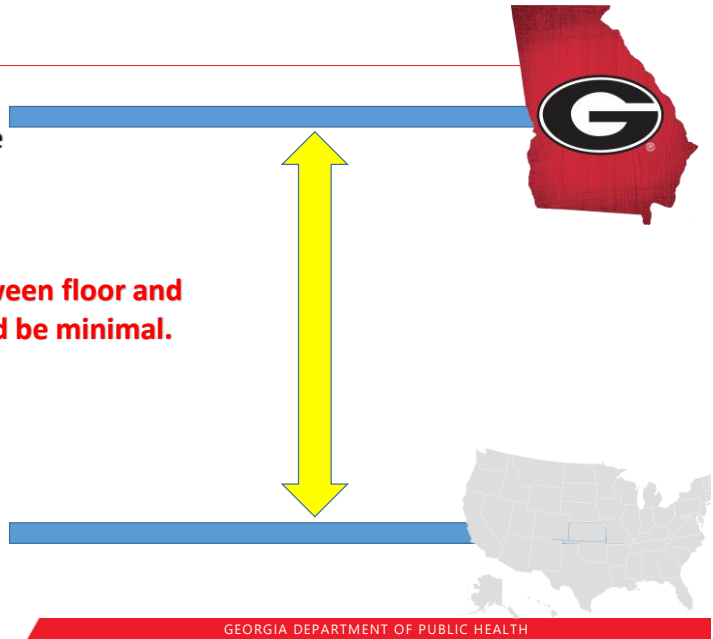 e
G
®
ween floor and
d be minimal.
GEORGIA DEPARTMENT OF PUBLIC HEALTH